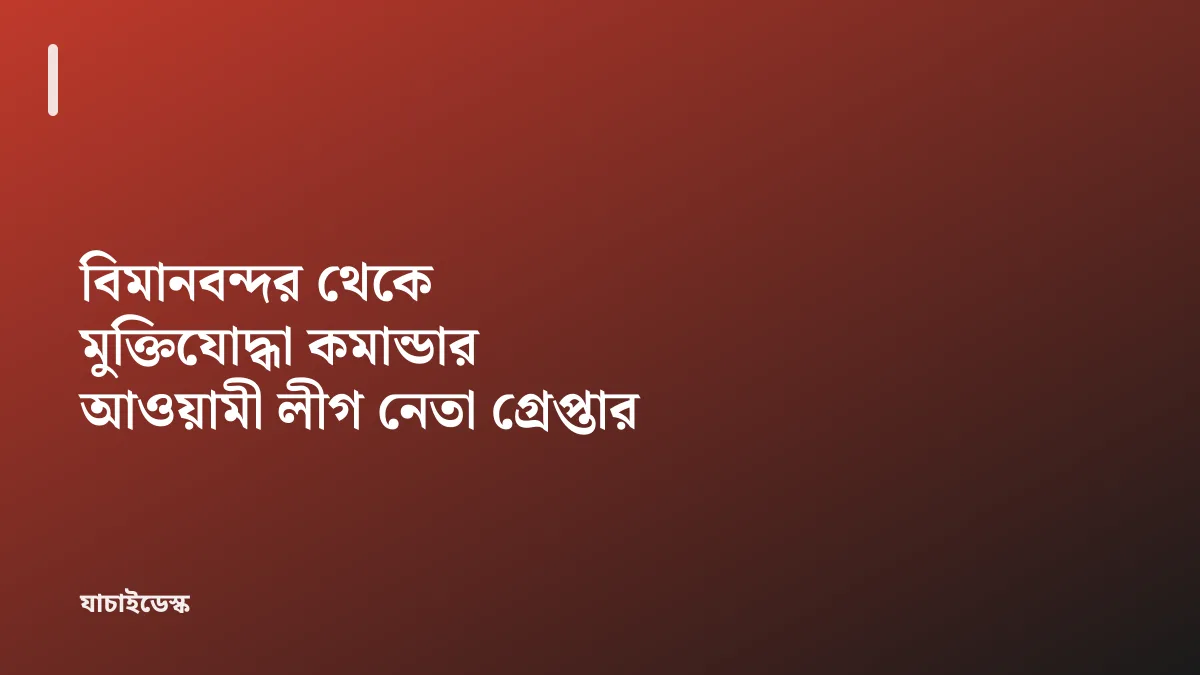 বিমানবন্দর থেকে
মুক্তিযোদ্ধা কমান্ডার
আওয়ামী লীগ নেতা গ্রেপ্তার
যাচাইডেস্ক